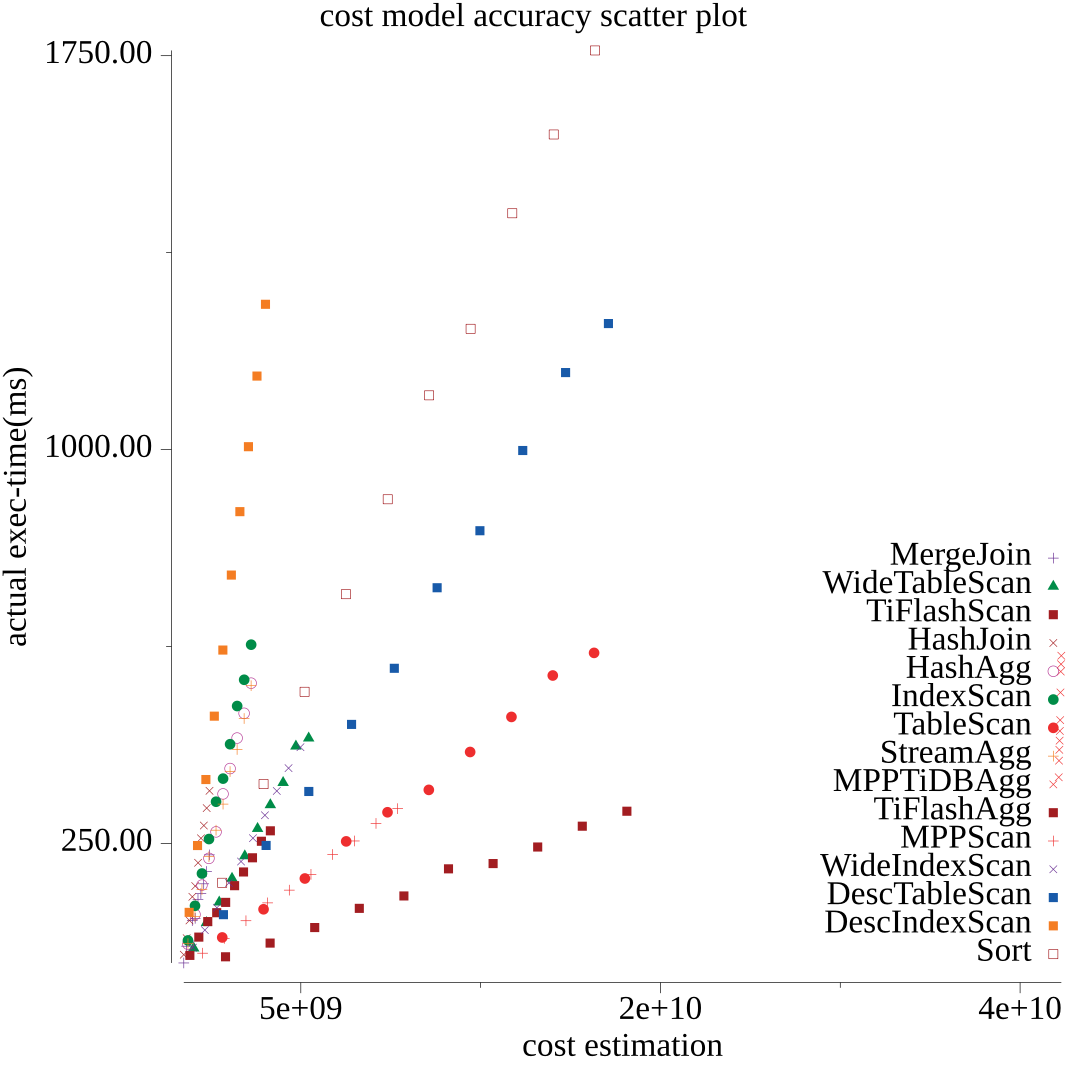 cost model accuracy scatter plot
1750.00
1000.00
250.00
actual exec-time(ms)
MergeJoin
WideTableScan
TiFlashScan
HashJoin
HashAgg
IndexScan
TableScan
StreamAgg
MPPTiDBAgg
TiFlashAgg
MPPScan
WideIndexScan
DescTableScan
DescIndexScan
Sort
5e+09
2e+10
4e+10
cost estimation